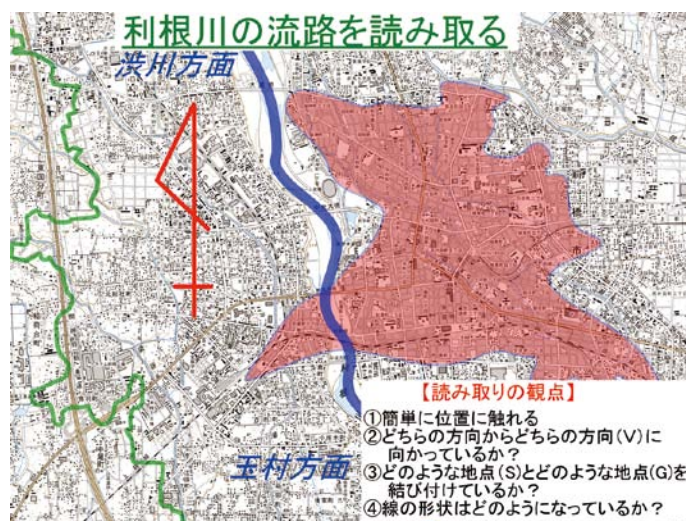 利根川の流路を読み取る
渋川方面
玉村方面
【読み取りの観点】
①簡単に位置に触れる
②どちらの方向からどちらの方向(V)に
向かっているか?
③どのような地点(S)とどのような地点(G)を
結び付けているか?
④線の形状はどのようになっているか?